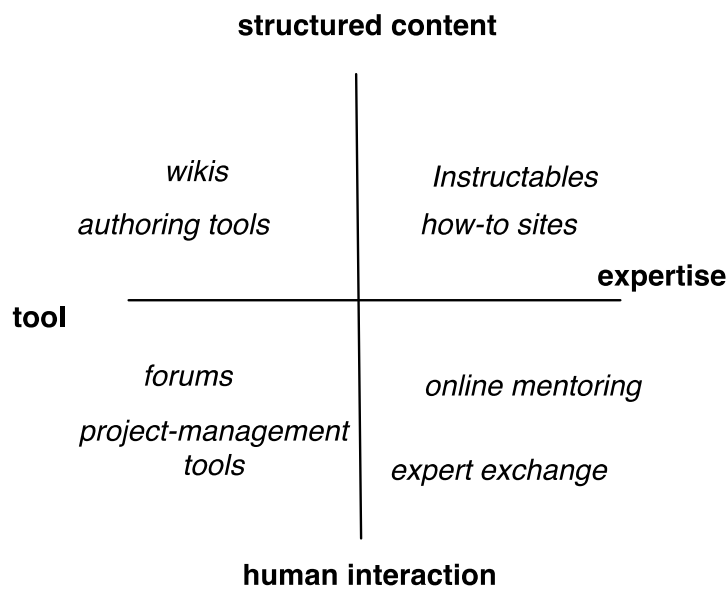 structured content
wikis
Instructables
authoring tools
how-to sites
expertise
tool
forums
online mentoring
project-management
tools
expert exchange
human interaction